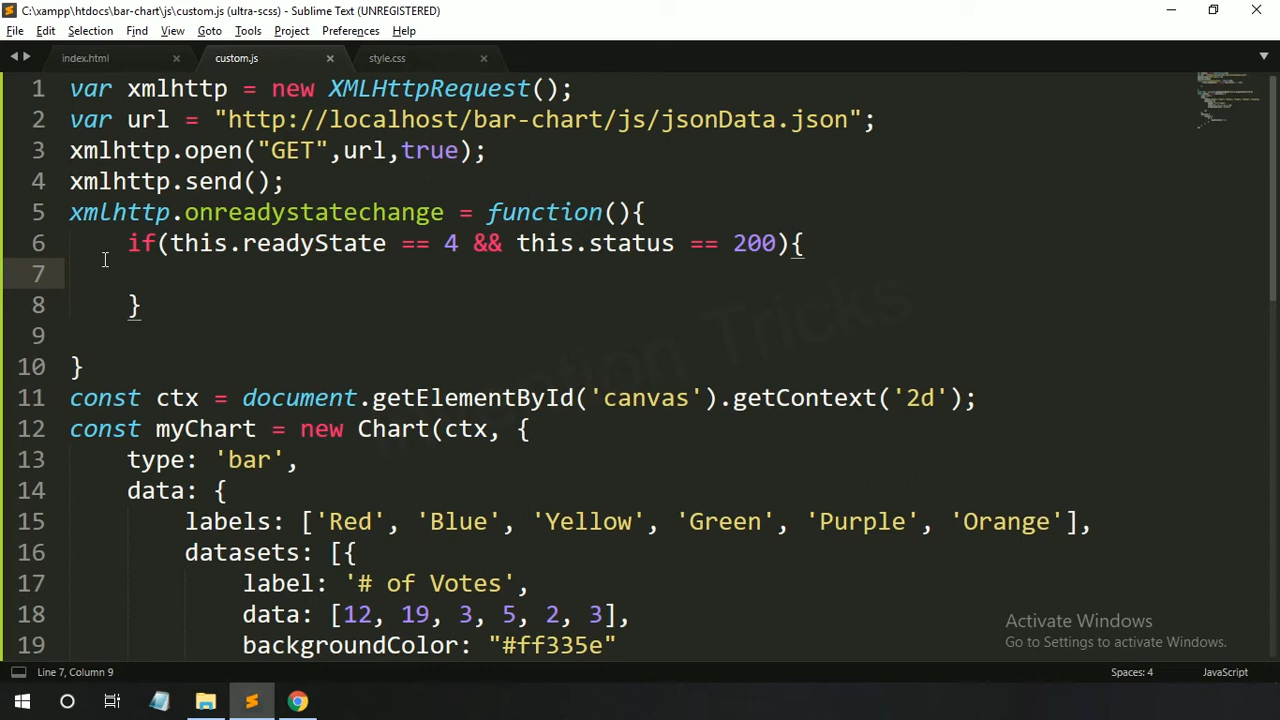 C:\xampp\htdocs\bar-chart\js\custom.js (ultra-scss) - Sublime Text (UNREGISTERED)
File Edit Selection Find View Goto Tools Project Preferences Help
index.html custom.js style.css
1 var xmlhttp = new XMLHttpRequest();
2 var url = "http://localhost/bar-chart/js/jsonData.json";
3 xmlhttp.open("GET",url,true);
4 xmlhttp.send();
5 xmlhttp.onreadystatechange = function(){
6 if(this.readyState == 4 && this.status == 200){
7
8 }
9
10 }
11 const ctx = document.getElementById('canvas').getContext('2d');
12 const myChart = new Chart(ctx, {
13 type: 'bar',
14 data: {
15 labels: ['Red', 'Blue', 'Yellow', 'Green', 'Purple', 'Orange'],
16 datasets: [{
17 label: '# of Votes',
18 data: [12, 19, 3, 5, 2, 3],
19 backgroundColor: "#ff335e"
Activate Windows
Go to Settings to activate Windows.
Line 7, Column 9 Spaces: 4 JavaScript